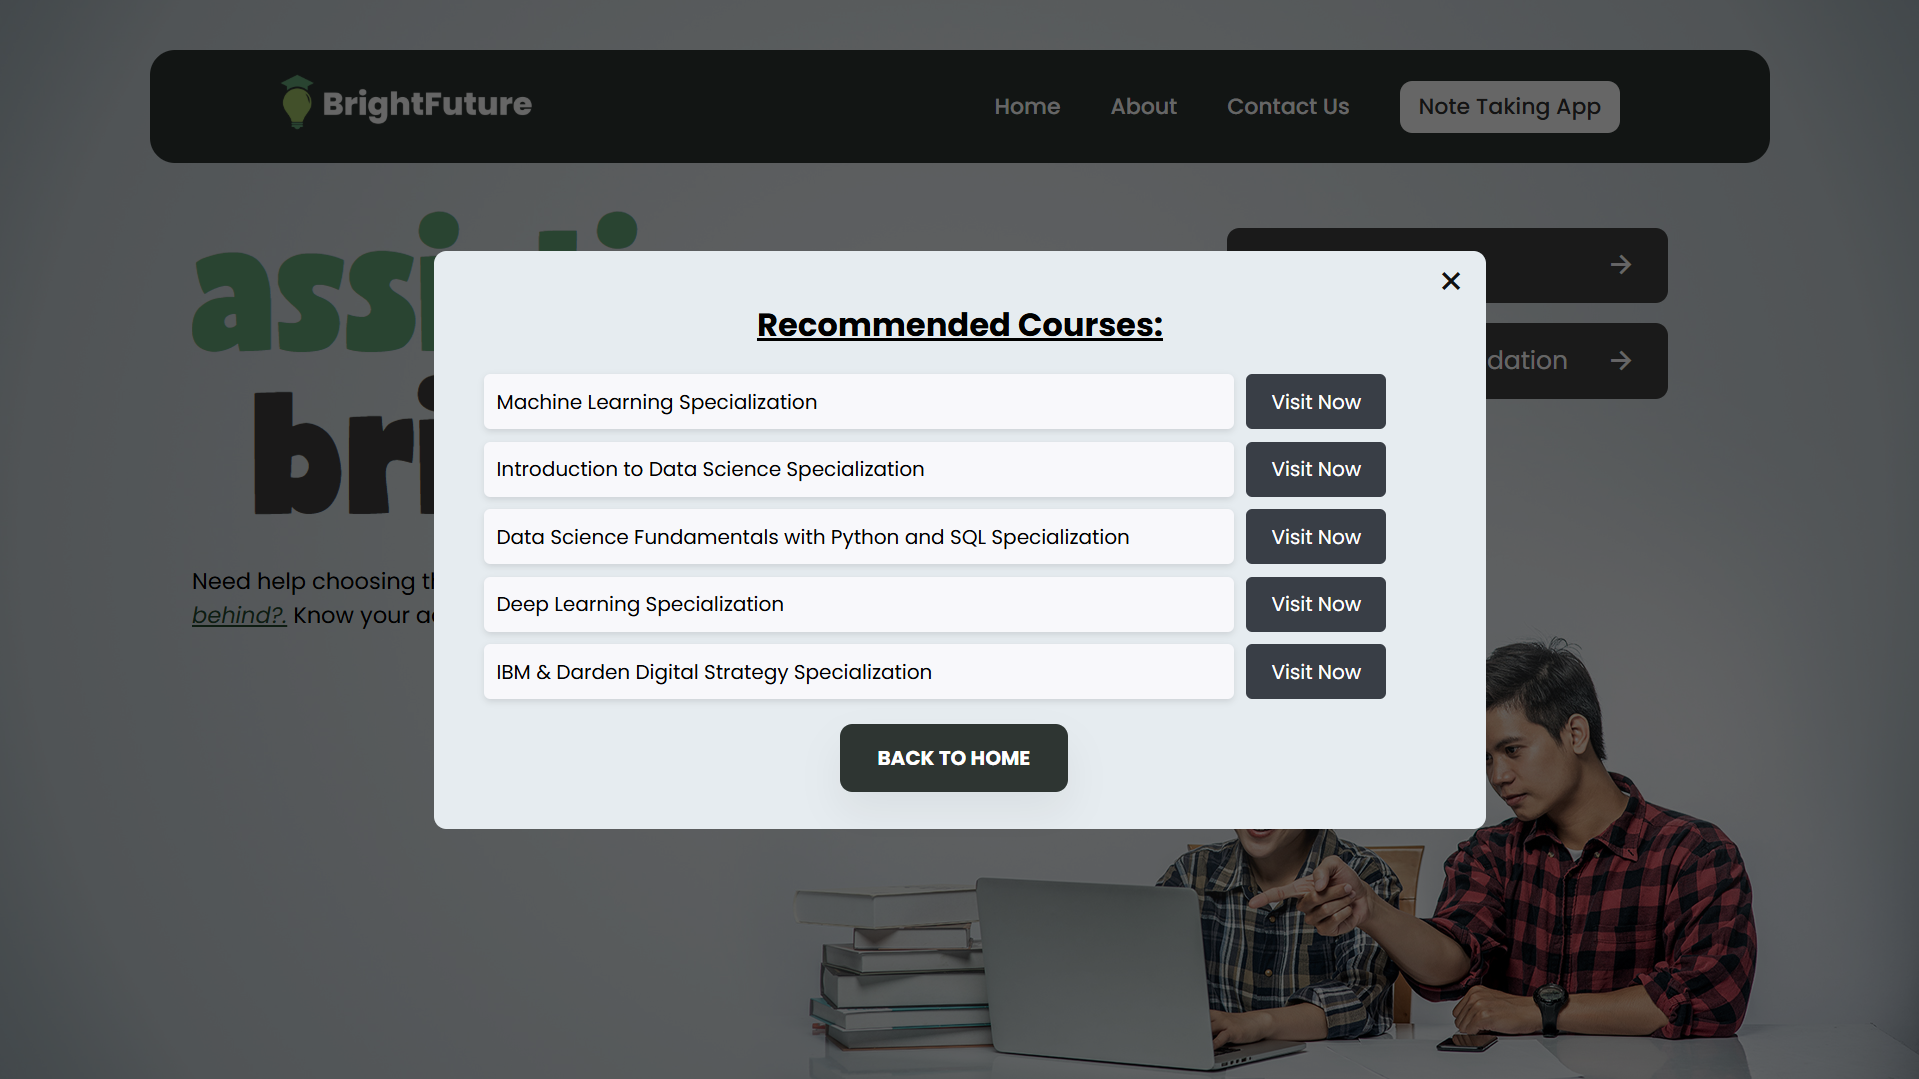 BrightFuture
Home
About
Contact Us
Note Taking App
Recommended Courses:
Machine Learning Specialization
Visit Now
Introduction to Data Science Specialization
Visit Now
Data Science Fundamentals with Python and SQL Specialization
Visit Now
Deep Learning Specialization
Visit Now
IBM & Darden Digital Strategy Specialization
Visit Now
BACK TO HOME
Need help choosing
behind?. Know your